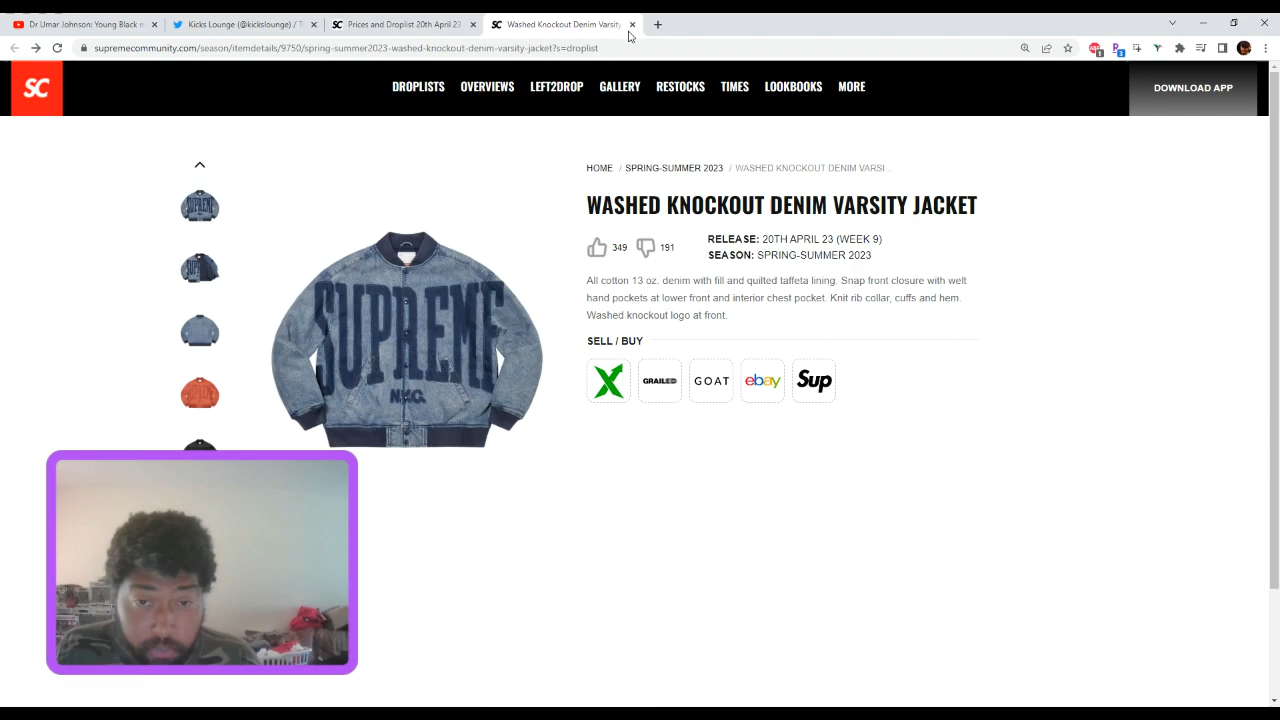 Dr Umar Johnson: Young Black m
Kicks Lounge (@kickslounge) / T
SC Prices and Droplist 20th April 23
SC Washed Knockout Denim Varsity
supremecommunity.com/season/itemdetails/9750/spring-summer2023-washed-knockout-denim-varsity-jacket?s=droplist
SC
DROPLISTS OVERVIEWS LEFT2DROP GALLERY RESTOCKS TIMES LOOKBOOKS MORE
DOWNLOAD APP
HOME / SPRING-SUMMER 2023 / WASHED KNOCKOUT DENIM VARSI...
WASHED KNOCKOUT DENIM VARSITY JACKET
349 191
RELEASE: 20TH APRIL 23 (WEEK 9)
SEASON: SPRING-SUMMER 2023
All cotton 13 oz. denim with fill and quilted taffeta lining. Snap front closure with welt
hand pockets at lower front and interior chest pocket. Knit rib collar, cuffs and hem.
Washed knockout logo at front.
SELL / BUY
X GRAILED GOAT ebay Sup
SUPREME
NYC.